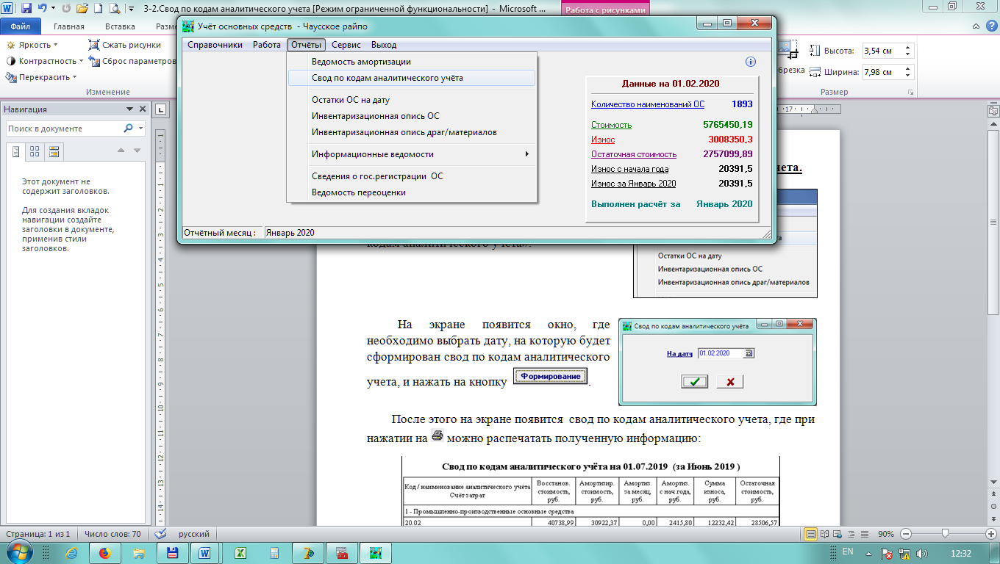 3-2.Свод по кодам аналитического учета [Режим ограниченной функциональности] - Microsoft ...
Работа с рисунками
Файл
Главная
Вставка
Яркость
Контрастность
Перекрасить
Сжать рисунки
Сброс параметров
Изменение
Высота:
3,54 см
Ширина:
7,98 см
Размер
Учёт основных средств - Чаусское райпо
Справочники
Работа
Отчёты
Сервис
Выход
Ведомость амортизации
Свод по кодам аналитического учёта
Остатки ОС на дату
Инвентаризационная опись ОС
Инвентаризационная опись драг/материалов
Информационные ведомости
Сведения о гос.регистрации ОС
Ведомость переоценки
Данные на 01.02.2020
Количество наименований ОС 1893
Стоимость 5765450,19
Износ 3008350,3
Остаточная стоимость 2757099,89
Износ с начала года 20391,5
Износ за Январь 2020 20391,5
Выполнен расчёт за Январь 2020
Отчётный месяц : Январь 2020
Навигация
Поиск в документе
Этот документ не
содержит заголовков.
Для создания вкладок
навигации создайте
заголовки в документе,
применив стили
заголовков.
Остатки ОС на дату
Инвентаризационная опись ОС
Инвентаризационная опись драг/материалов
На экране появится окно, где
необходимо выбрать дату, на которую будет
сформирован свод по кодам аналитического
учета, и нажать на кнопку Формирование .
Свод по кодам аналитического учёта
На дату 01.02.2020 15
После этого на экране появится свод по кодам аналитического учета, где при
нажатии на можно распечатать полученную информацию:
Свод по кодам аналитического учёта на 01.07.2019 (за Июнь 2019 )
Код / наименование аналитического учёта
Счёт затрат
Восстанов.
стоимость,
руб.
Амортизир.
стоимость,
руб.
Амортиз.
за месяц,
руб.
Амортиз.
с нач.года,
руб.
Сумма
износа,
руб.
Остаточная
стоимость,
руб.
1 - Промышленно-производственные основные средства
20.02 40738,99 30922,37 0,00 2415,80 12232,42 28506,57
Страница: 1 из 1
Число слов: 70
русский
90%
EN
12:32